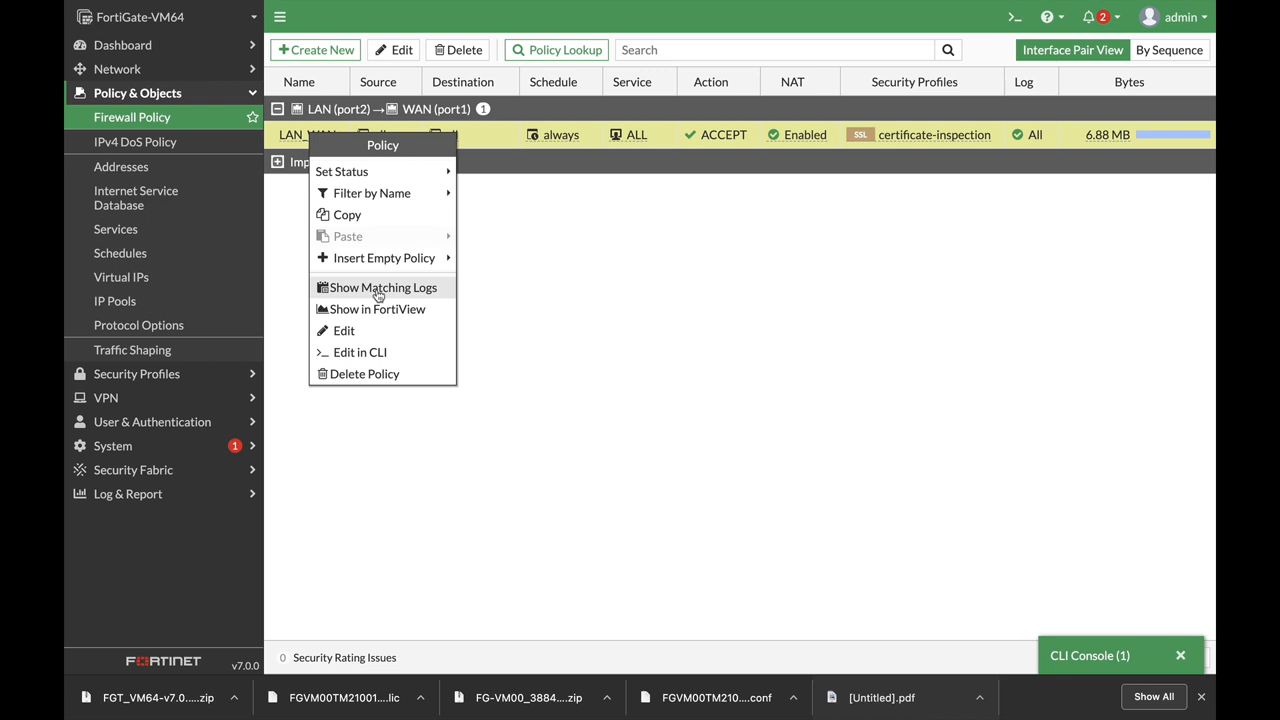 FortiGate-VM64
admin
2
Dashboard
Network
Policy & Objects
Firewall Policy
IPv4 DoS Policy
Addresses
Internet Service
Database
Services
Schedules
Virtual IPs
IP Pools
Protocol Options
Traffic Shaping
Security Profiles
VPN
User & Authentication
System 1
Security Fabric
Log & Report
FORTINET v7.0.0
Create New Edit Delete Policy Lookup Search Interface Pair View By Sequence
Name Source Destination Schedule Service Action NAT Security Profiles Log Bytes
LAN (port2) → WAN (port1) 1
always ALL ACCEPT Enabled SSL certificate-inspection All 6.88 MB
Policy
Set Status
Filter by Name
Copy
Paste
Insert Empty Policy
Show Matching Logs
Show in FortiView
Edit
Edit in CLI
Delete Policy
0 Security Rating Issues
CLI Console (1)
FGT_VM64-v7.0.....zip FGVM00TM21001....lic FG-VM00_3884....zip FGVM00TM210....conf [Untitled].pdf Show All